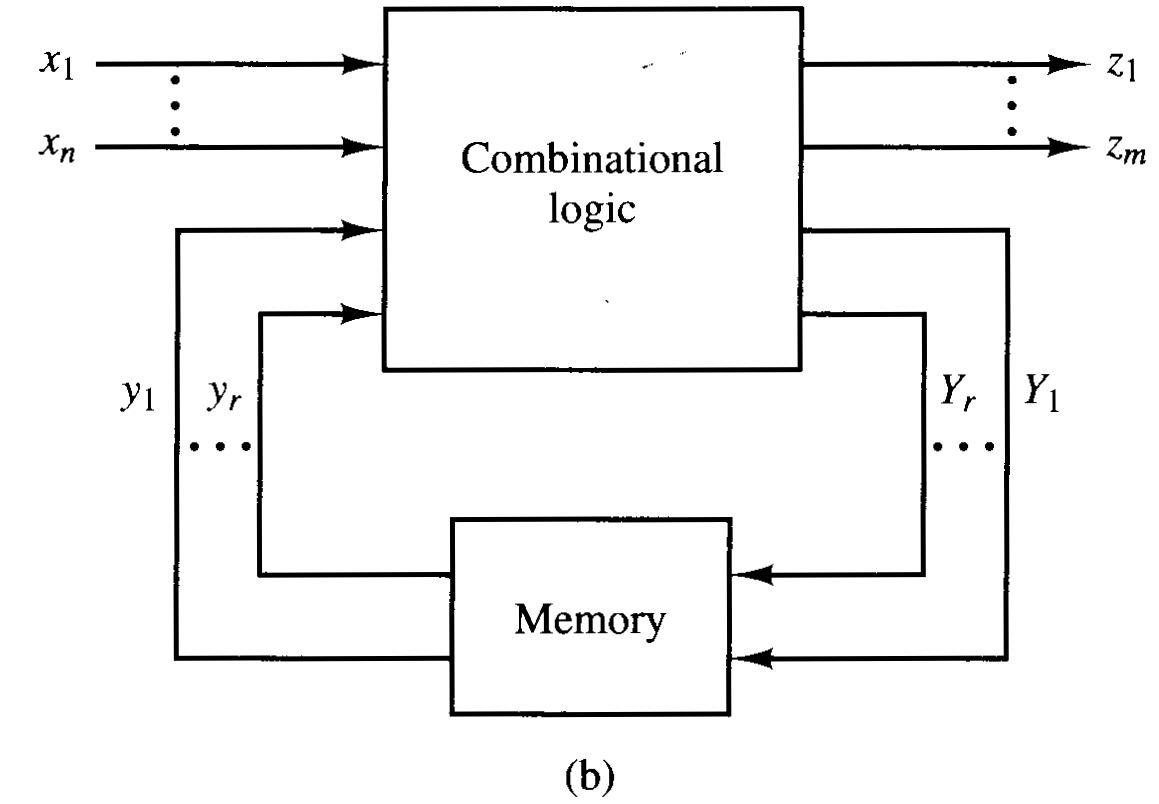 x1
z1
Combinational
logic
xn
zm
y1
yr
Yr
Y1
Memory
(b)